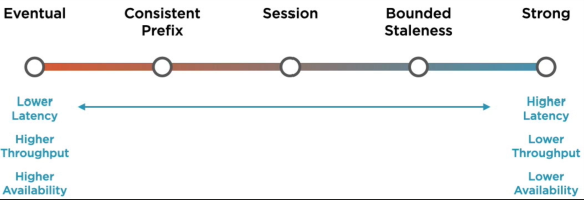 Eventual
Consistent
Prefix
Session
Bounded
Staleness
Strong
Lower
Latency
Higher
Throughput
Higher
Availability
Higher
Latency
Lower
Throughput
Lower
Availability